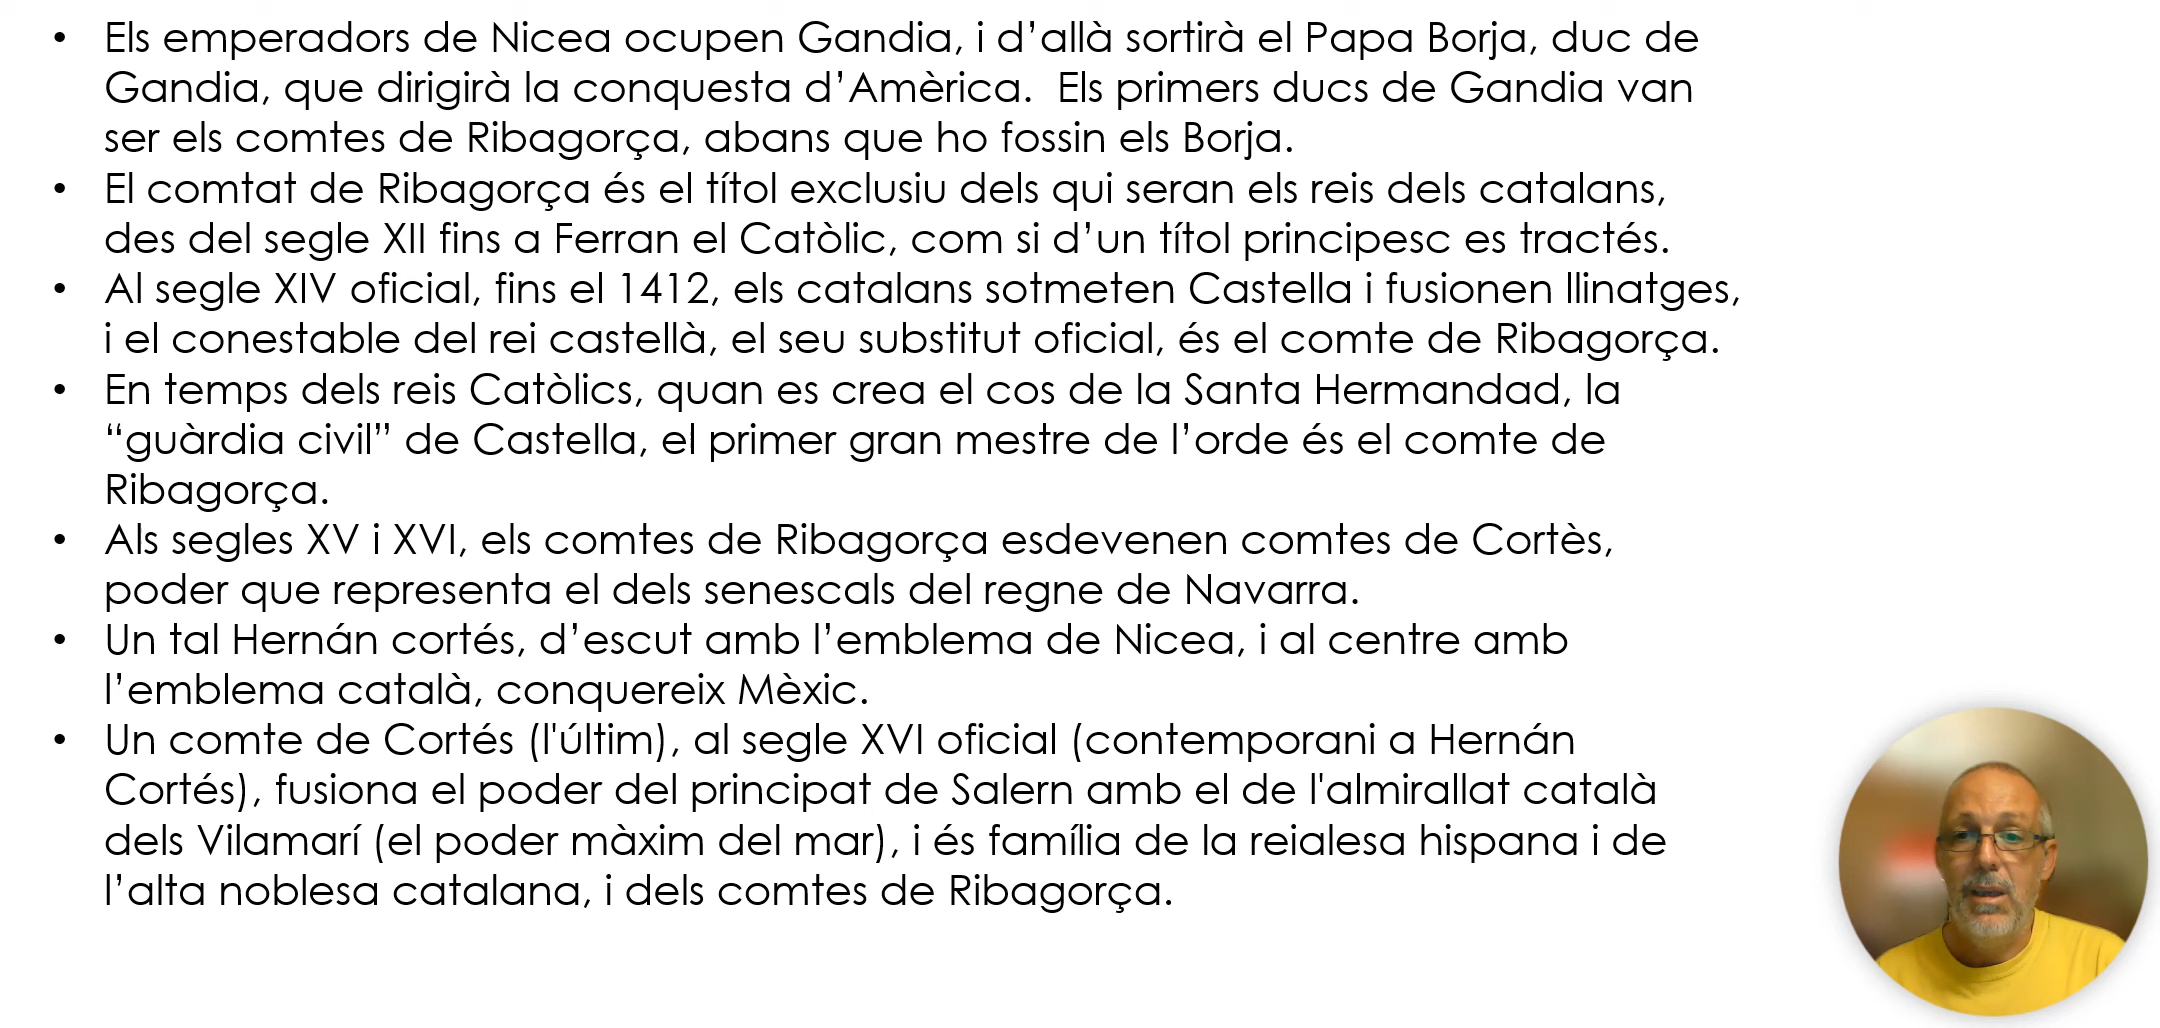 • Els emperadors de Nicea ocupen Gandia, i d’allà sortirà el Papa Borja, duc de
Gandia, que dirigirà la conquesta d’Amèrica.  Els primers ducs de Gandia van
ser els comtes de Ribagorça, abans que ho fossin els Borja.
• El comtat de Ribagorça és el títol exclusiu dels qui seran els reis dels catalans,
des del segle XII fins a Ferran el Catòlic, com si d’un títol principesc es tractés.
• Al segle XIV oficial, fins el 1412, els catalans sotmeten Castella i fusionen llinatges,
i el conestable del rei castellà, el seu substitut oficial, és el comte de Ribagorça.
• En temps dels reis Catòlics, quan es crea el cos de la Santa Hermandad, la
“guàrdia civil” de Castella, el primer gran mestre de l’orde és el comte de
Ribagorça.
• Als segles XV i XVI, els comtes de Ribagorça esdevenen comtes de Cortès,
poder que representa el dels senescals del regne de Navarra.
• Un tal Hernán cortés, d’escut amb l’emblema de Nicea, i al centre amb
l’emblema català, conquereix Mèxic.
• Un comte de Cortés (l'últim), al segle XVI oficial (contemporani a Hernán
Cortés), fusiona el poder del principat de Salern amb el de l'almirallat català
dels Vilamarí (el poder màxim del mar), i és família de la reialesa hispana i de
l’alta noblesa catalana, i dels comtes de Ribagorça.